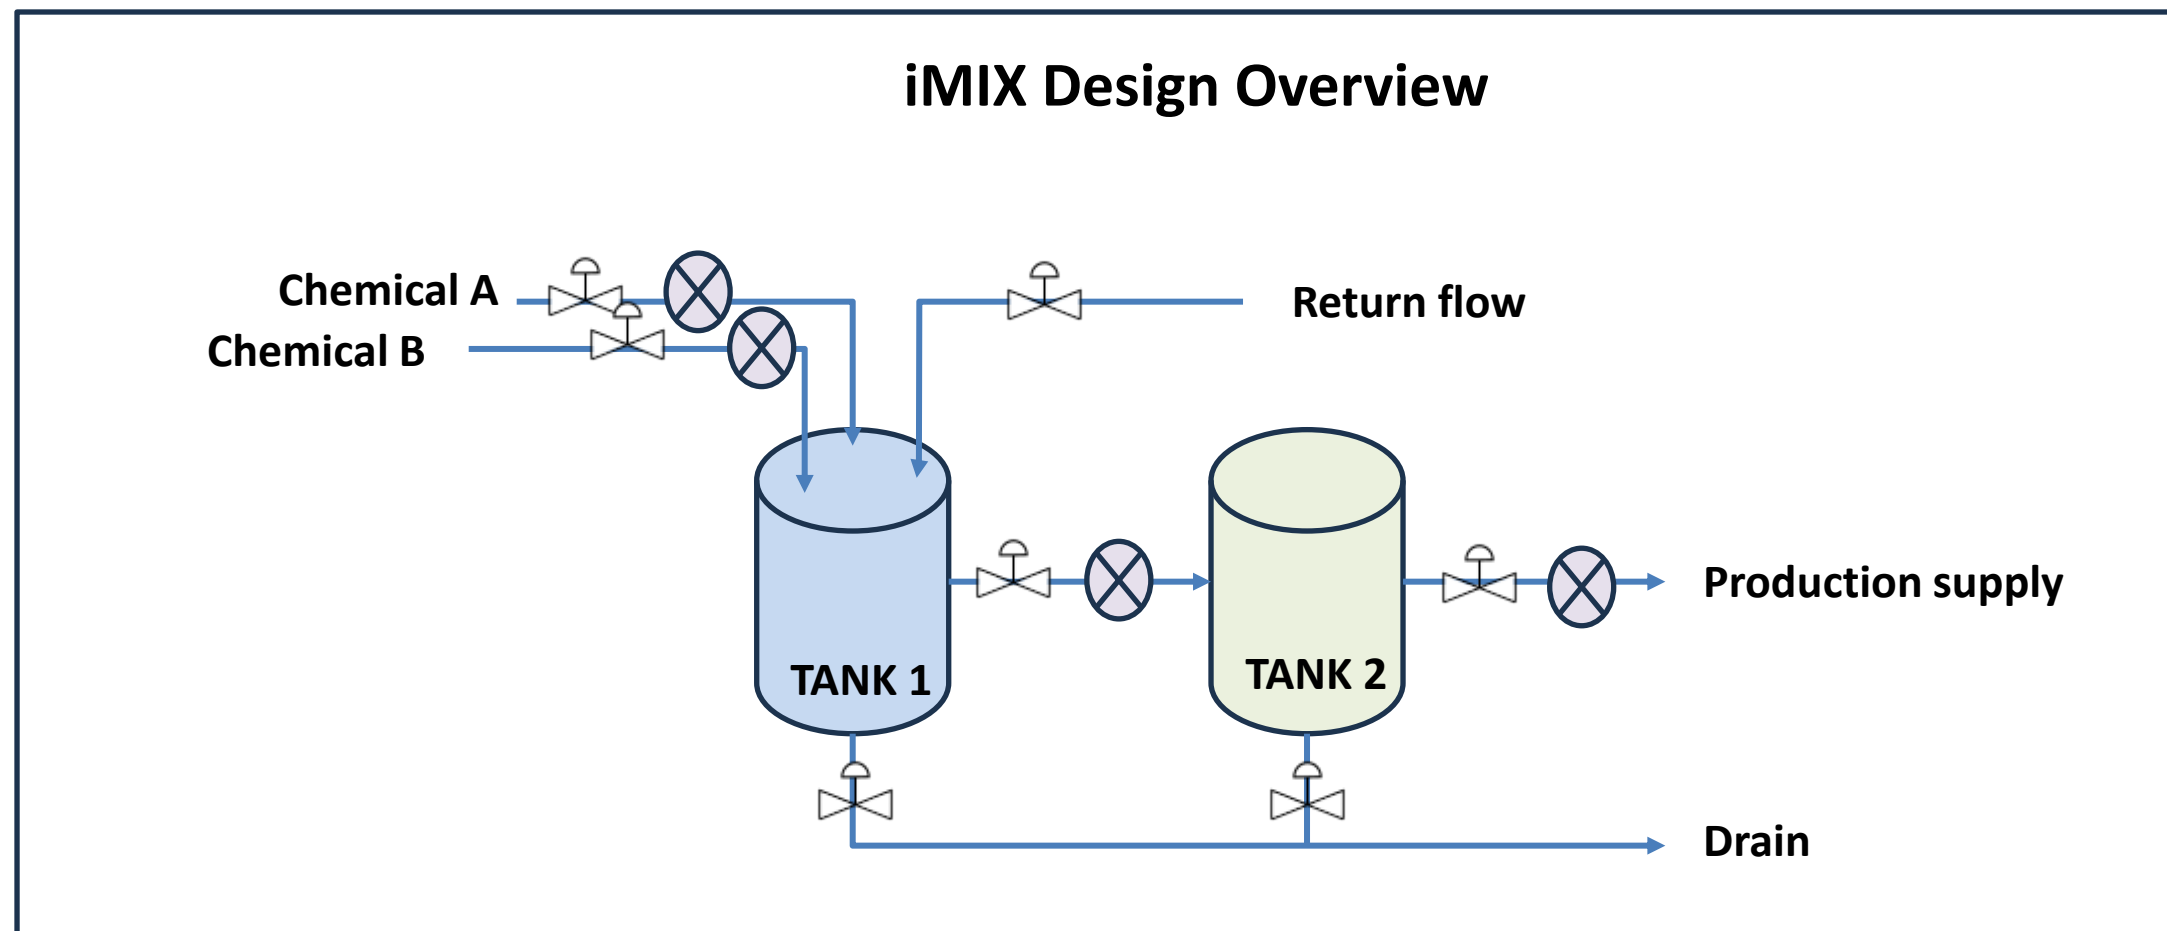 iMIX Design Overview
Chemical A
Chemical B
Return flow
TANK 1
TANK 2
Production supply
Drain